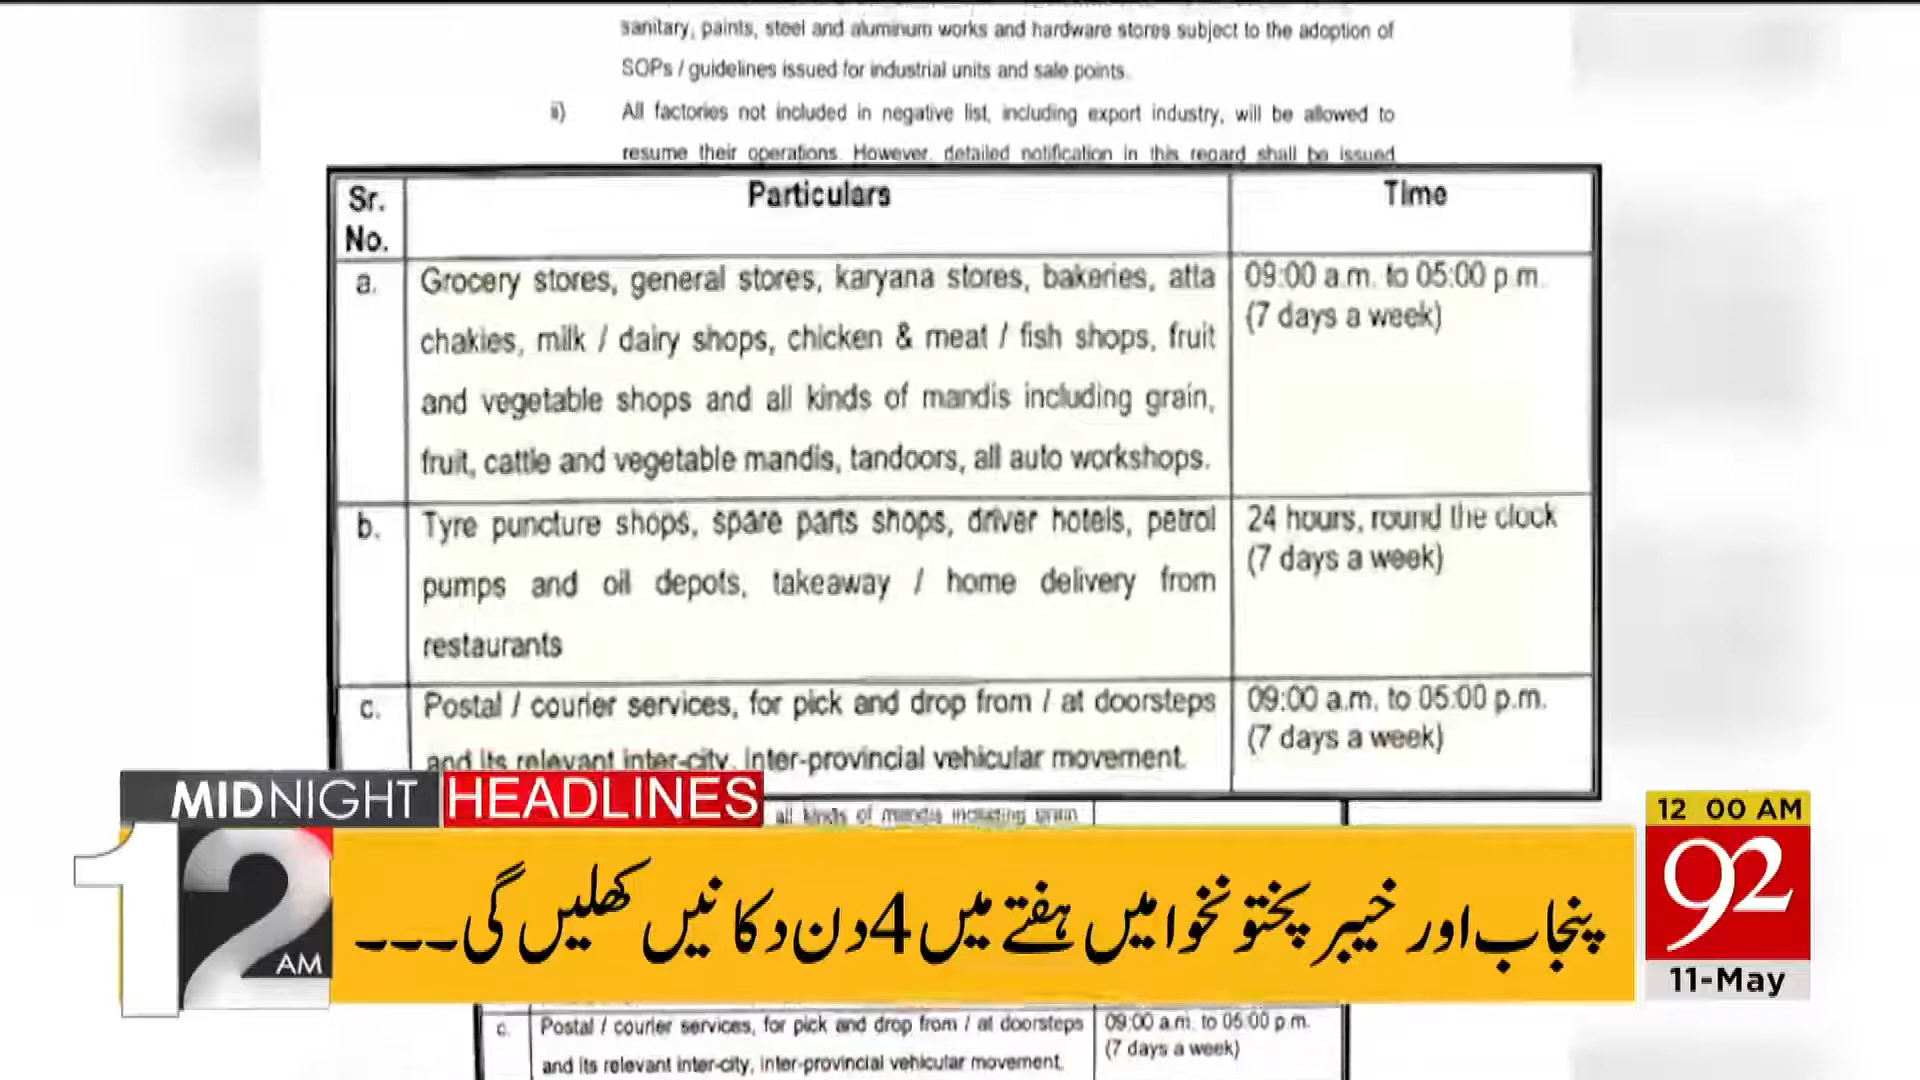 sanitary, paints, steel and aluminum works and hardware stores subject to the adoption of
SOPs / guidelines issued for industrial units and sale points.
ii) All factories not included in negative list, including export industry, will be allowed to
resume their operations. However, detailed notification in this regard shall be issued
Sr. No. Particulars Time
a. Grocery stores, general stores, karyana stores, bakeries, atta
chakies, milk / dairy shops, chicken & meat / fish shops, fruit
and vegetable shops and all kinds of mandis including grain,
fruit, cattle and vegetable mandis, tandoors, all auto workshops.
09:00 a.m. to 05:00 p.m.
(7 days a week)
b. Tyre puncture shops, spare parts shops, driver hotels, petrol
pumps and oil depots, takeaway / home delivery from
restaurants
24 hours, round the clock
(7 days a week)
c. Postal / courier services, for pick and drop from / at doorsteps
and its relevant inter-city, inter-provincial vehicular movement.
09:00 a.m. to 05:00 p.m.
(7 days a week)
MIDNIGHT HEADLINES
all kinds of mandis including grain
12 AM
پنجاب اور خیبر پختونخوا میں ہفتے میں 4 دن دکانیں کھلیں گی۔۔۔
12 00 AM
92
11-May
c. Postal / courier services, for pick and drop from / at doorsteps
and its relevant inter-city, inter-provincial vehicular movement.
09:00 a.m. to 05:00 p.m.
(7 days a week)